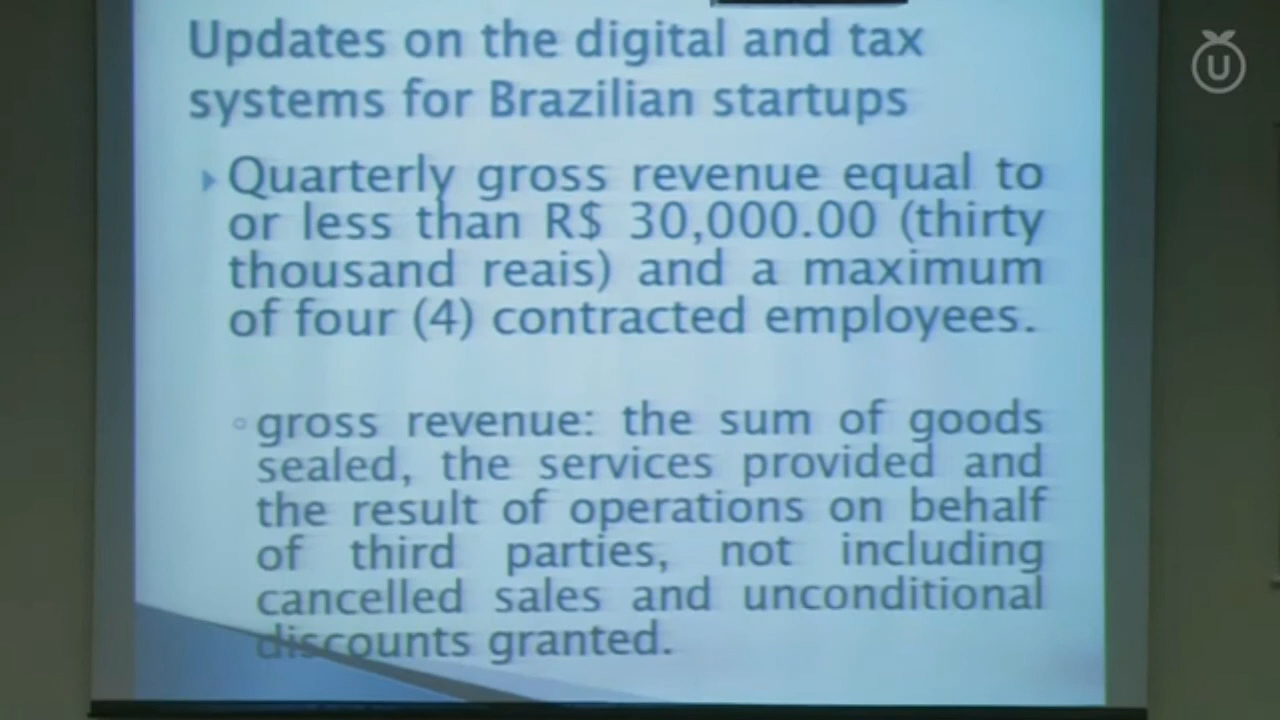 Updates on the digital and tax
systems for Brazilian startups
Quarterly gross revenue equal to
or less than R$ 30,000.00 (thirty
thousand reais) and a maximum
of four (4) contracted employees.
gross revenue: the sum of goods
sealed, the services provided and
the result of operations on behalf
of third parties, not including
cancelled sales and unconditional
discounts granted.
U